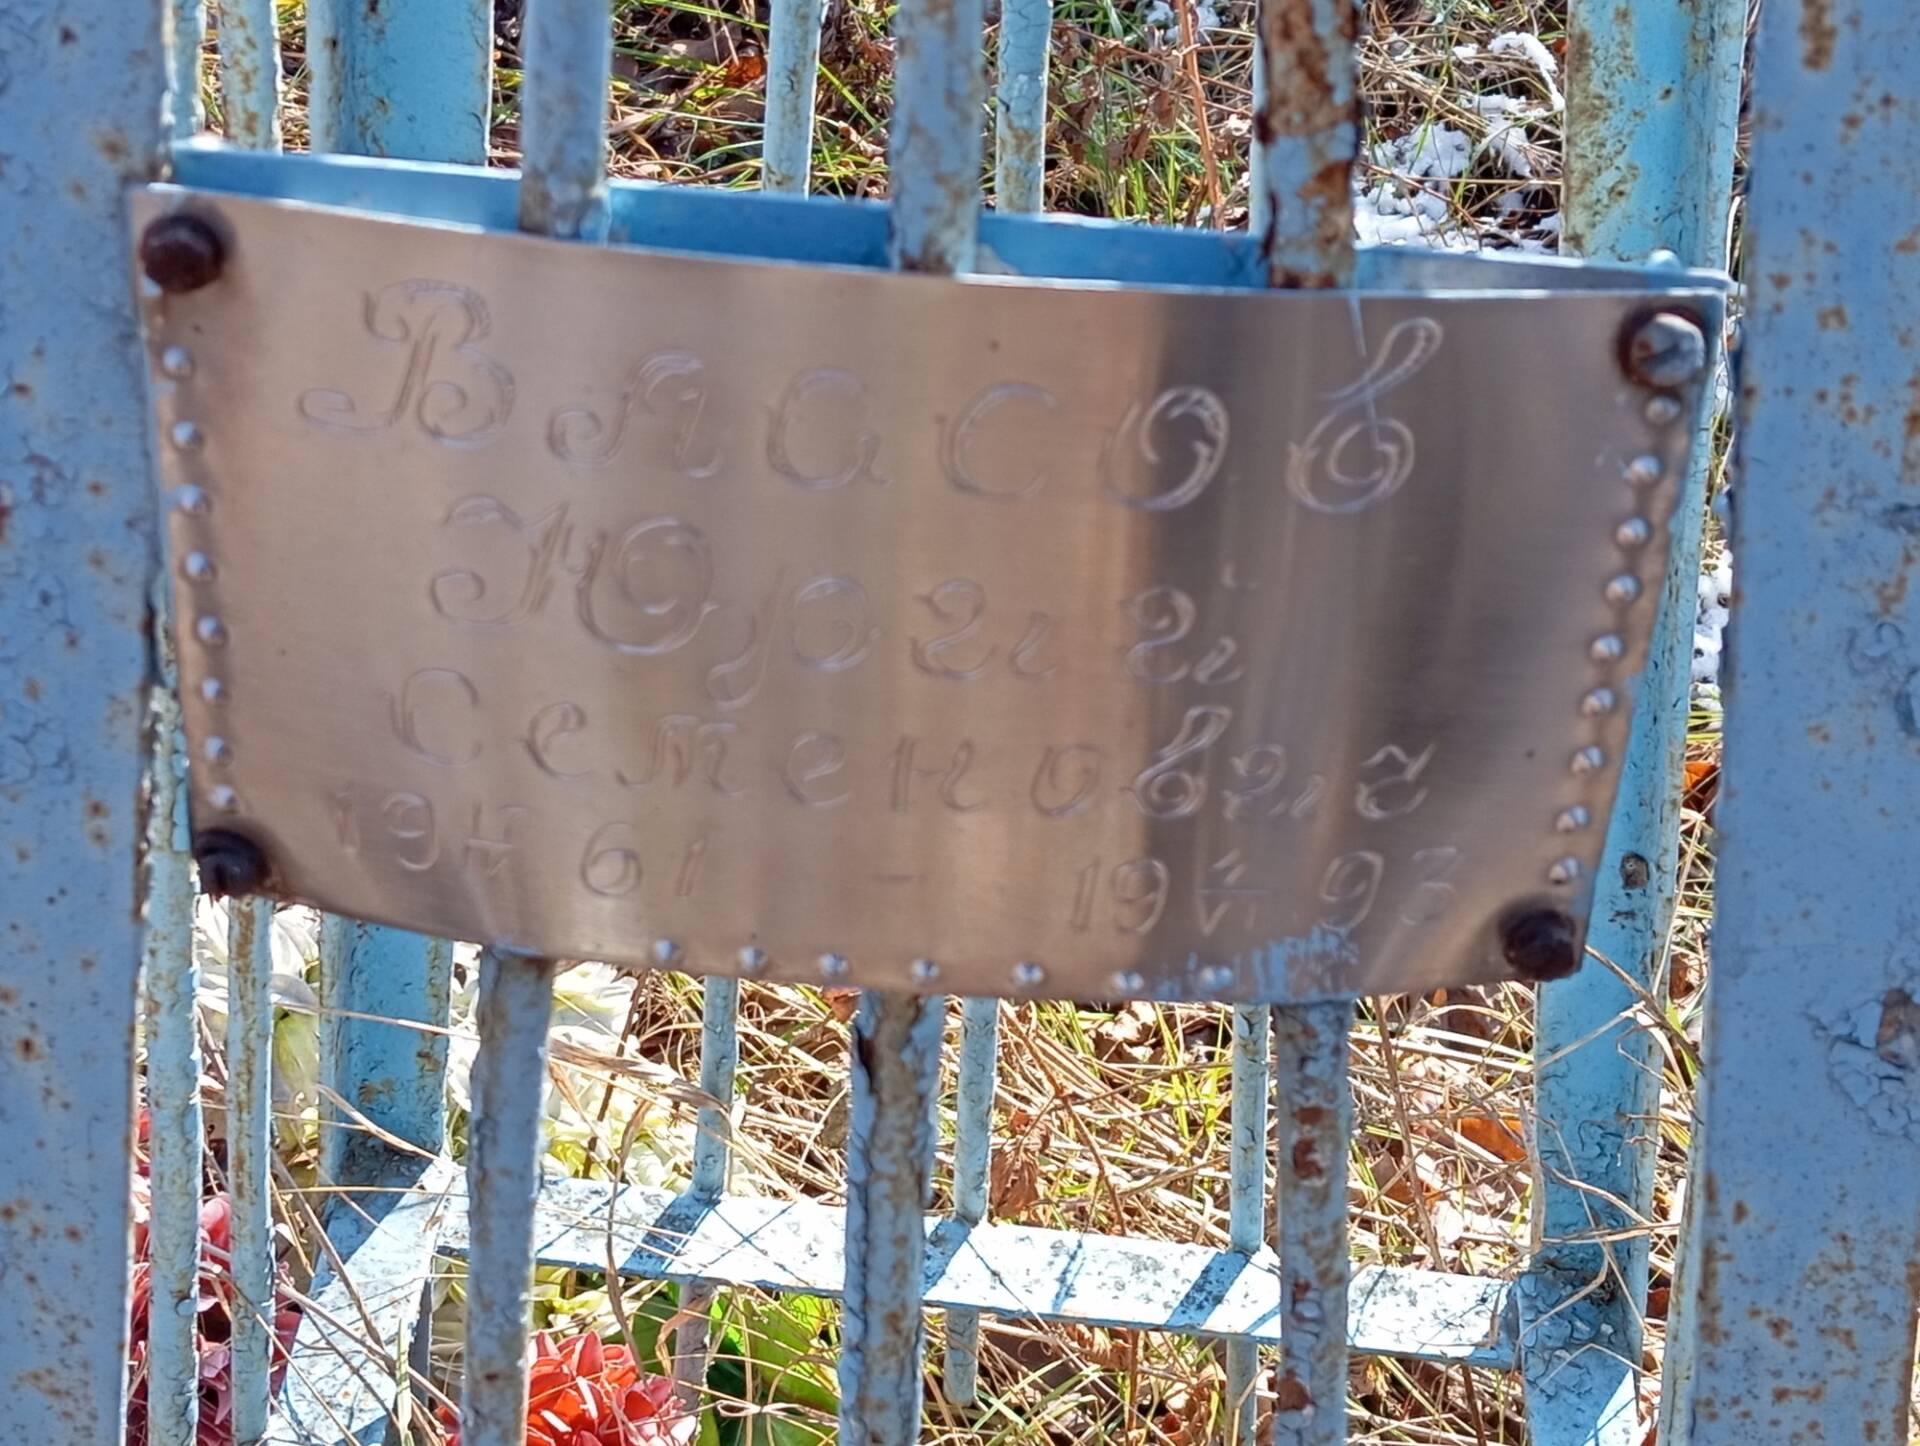 Власов
Юрий
Семенович
1961 - 1993